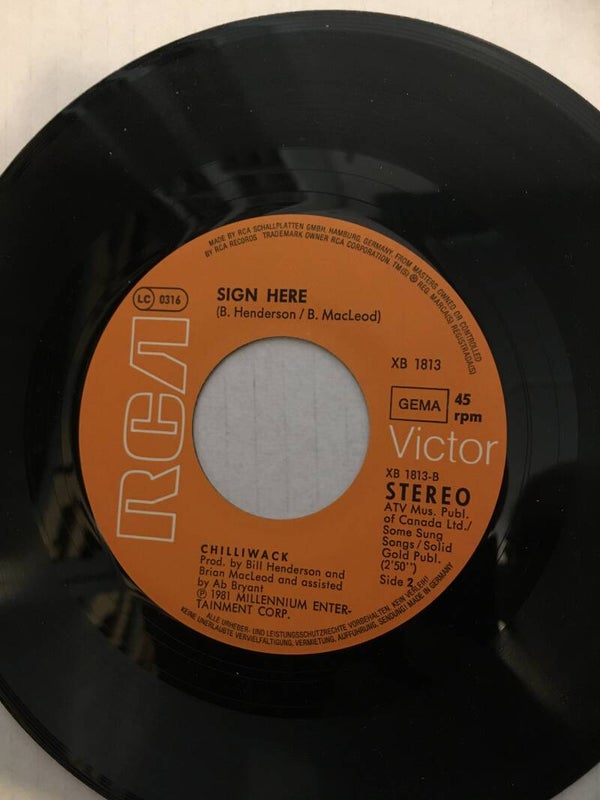 MADE BY RCA SCHALLPLATTEN GMBH, HAMBURG, GERMANY, FROM MASTERS OWNED OR CONTROLLED
BY RCA RECORDS TRADEMARK OWNER RCA CORPORATION, TM(S) ® REG. MARCA(S) REGISTRADA(S)
LC 0316
SIGN HERE
(B. Henderson / B. MacLeod)
RCA
XB 1813
GEMA
45
rpm
Victor
XB 1813-B
STEREO
ATV Mus. Publ.
of Canada Ltd./
Some Sung
Songs/Solid
Gold Publ.
(2'50'')
Side 2
CHILLIWACK
Prod. by Bill Henderson and
Brian MacLeod and assisted
by Ab Bryant
℗ 1981 MILLENNIUM ENTER-
TAINMENT CORP.
ALLE URHEBER- UND LEISTUNGSSCHUTZRECHTE VORBEHALTEN. KEIN VERLEIH!
KEINE UNERLAUBTE VERVIELFÄLTIGUNG, VERMIETUNG, AUFFÜHRUNG, SENDUNG! MADE IN GERMANY